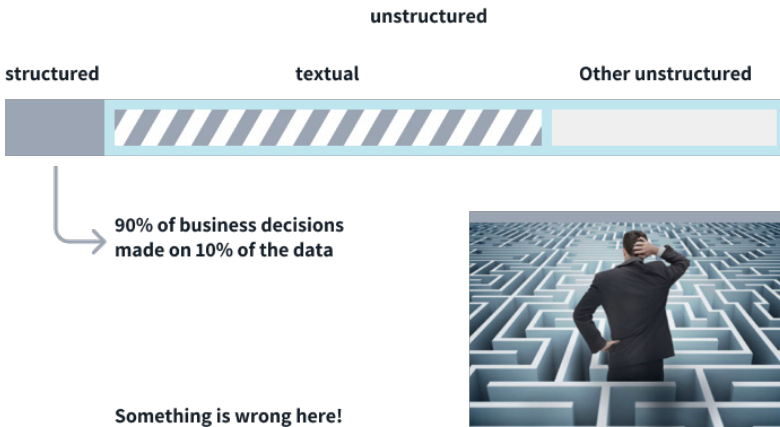 unstructured
structured
textual
Other unstructured
90% of business decisions
made on 10% of the data
Something is wrong here!